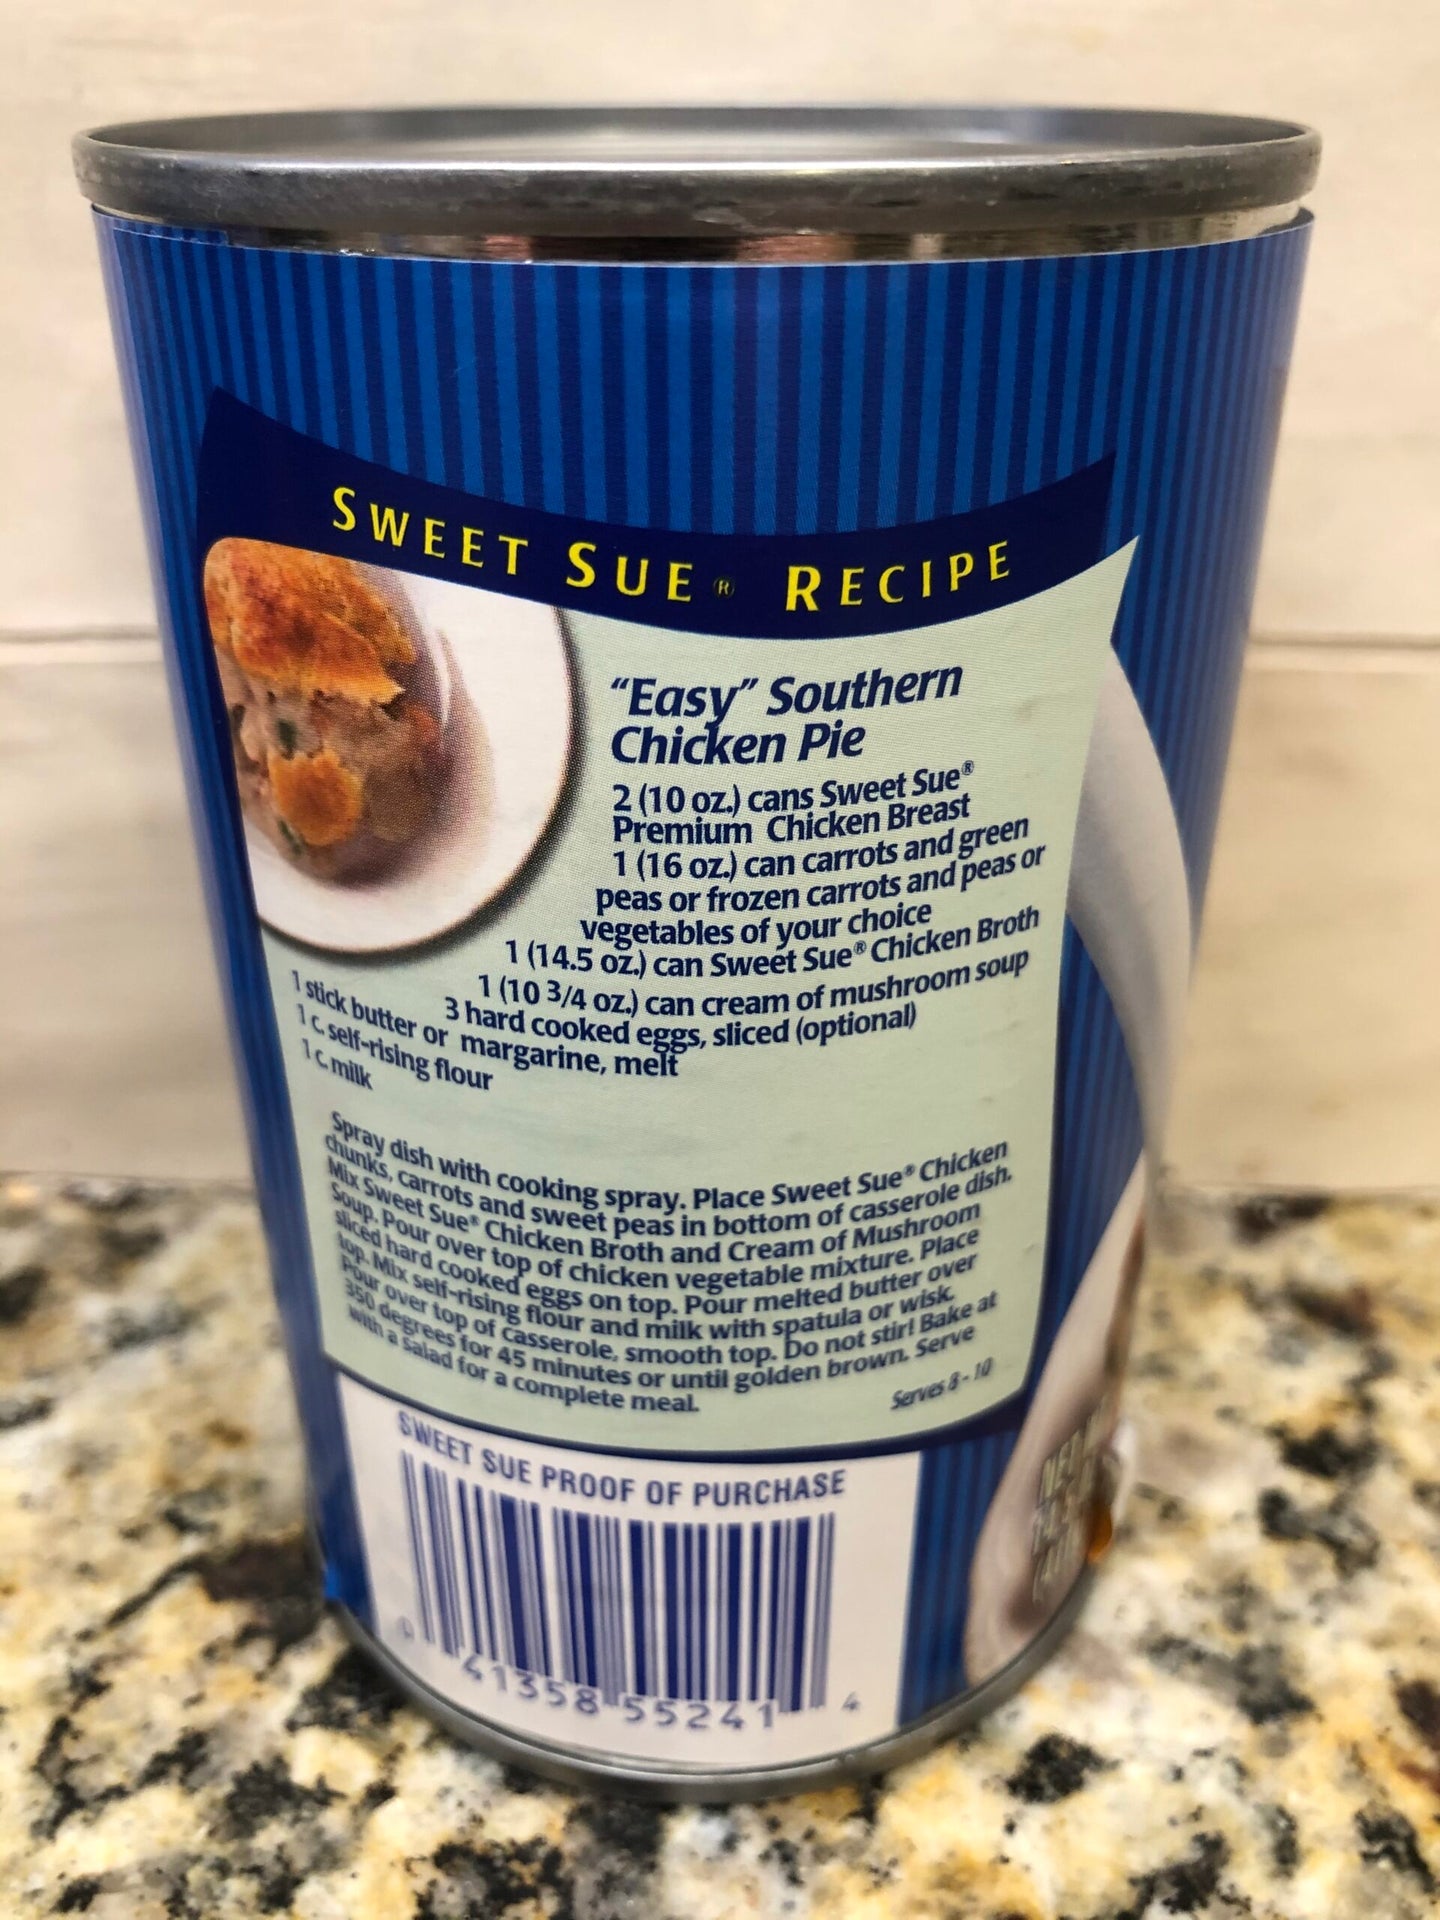 SWEET SUE® RECIPE
"Easy" Southern
Chicken Pie
2 (10 oz.) cans Sweet Sue®
Premium Chicken Breast
1 (16 oz.) can carrots and green
peas or frozen carrots and peas or
vegetables of your choice
1 (14.5 oz.) can Sweet Sue® Chicken Broth
1 (10 3/4 oz.) can cream of mushroom soup
3 hard cooked eggs, sliced (optional)
1 stick butter or margarine, melt
1 c. self-rising flour
1 c. milk
Spray dish with cooking spray. Place Sweet Sue® Chicken
chunks, carrots and sweet peas in bottom of casserole dish.
Mix Sweet Sue® Chicken Broth and Cream of Mushroom
Soup. Pour over top of chicken vegetable mixture. Place
sliced hard cooked eggs on top. Pour melted butter over
top. Mix self-rising flour and milk with spatula or wisk.
Pour over top of casserole, smooth top. Do not stir! Bake at
350 degrees for 45 minutes or until golden brown. Serve
with a salad for a complete meal.
Serves 8 - 10
SWEET SUE PROOF OF PURCHASE
0 41358 55241 4
NET